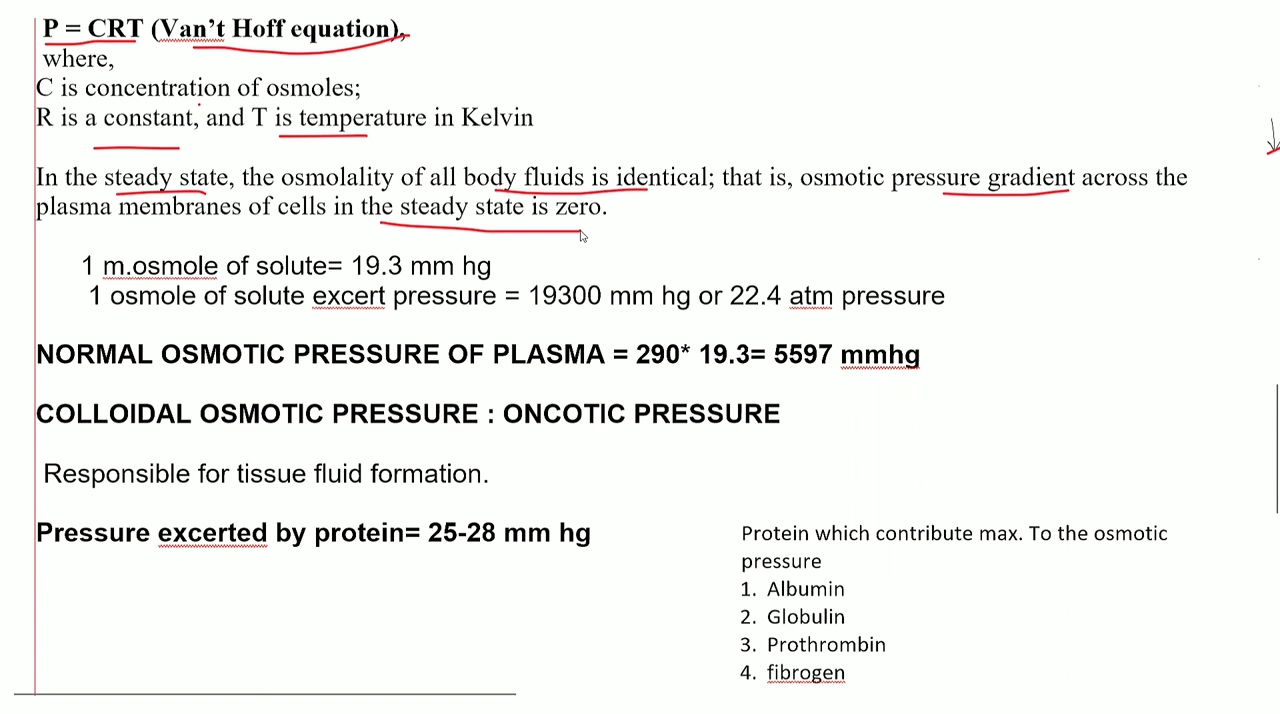 P = CRT (Van't Hoff equation),
where,
C is concentration of osmoles;
R is a constant, and T is temperature in Kelvin
In the steady state, the osmolality of all body fluids is identical; that is, osmotic pressure gradient across the
plasma membranes of cells in the steady state is zero.
1 m.osmole of solute= 19.3 mm hg
1 osmole of solute excert pressure = 19300 mm hg or 22.4 atm pressure
NORMAL OSMOTIC PRESSURE OF PLASMA = 290* 19.3= 5597 mmhg
COLLOIDAL OSMOTIC PRESSURE : ONCOTIC PRESSURE
Responsible for tissue fluid formation.
Pressure excerted by protein= 25-28 mm hg
Protein which contribute max. To the osmotic
pressure
1. Albumin
2. Globulin
3. Prothrombin
4. fibrogen